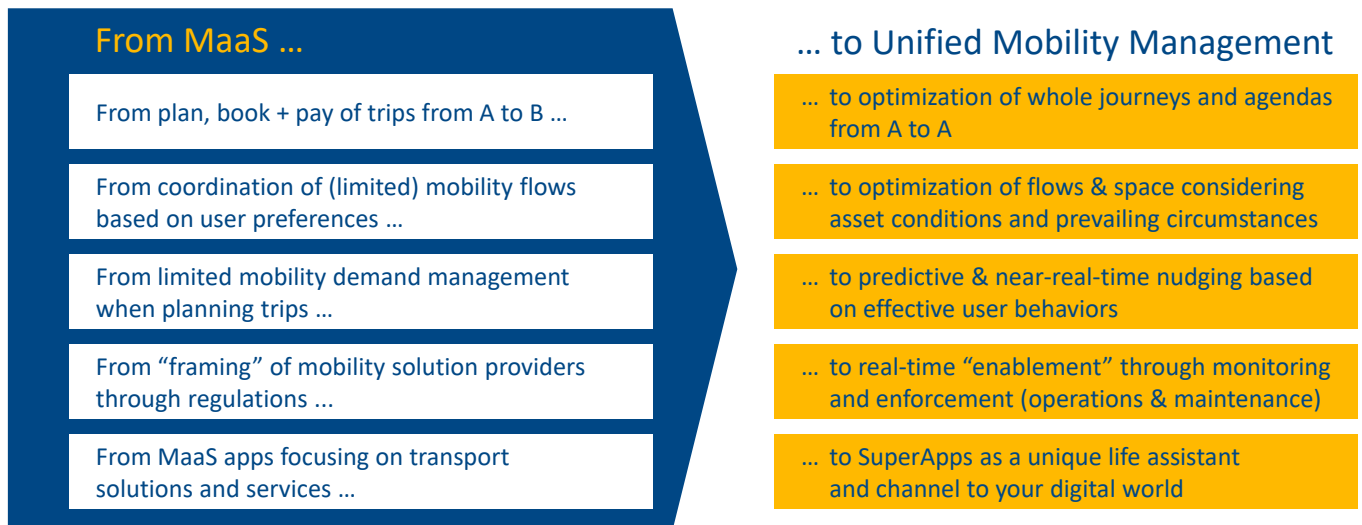 From MaaS …
From plan, book + pay of trips from A to B …
From coordination of (limited) mobility flows
based on user preferences …
From limited mobility demand management
when planning trips …
From “framing” of mobility solution providers
through regulations ...
From MaaS apps focusing on transport
solutions and services …
… to Unified Mobility Management
… to optimization of whole journeys and agendas
from A to A
… to optimization of flows & space considering
asset conditions and prevailing circumstances
… to predictive & near-real-time nudging based
on effective user behaviors
… to real-time “enablement” through monitoring
and enforcement (operations & maintenance)
… to SuperApps as a unique life assistant
and channel to your digital world